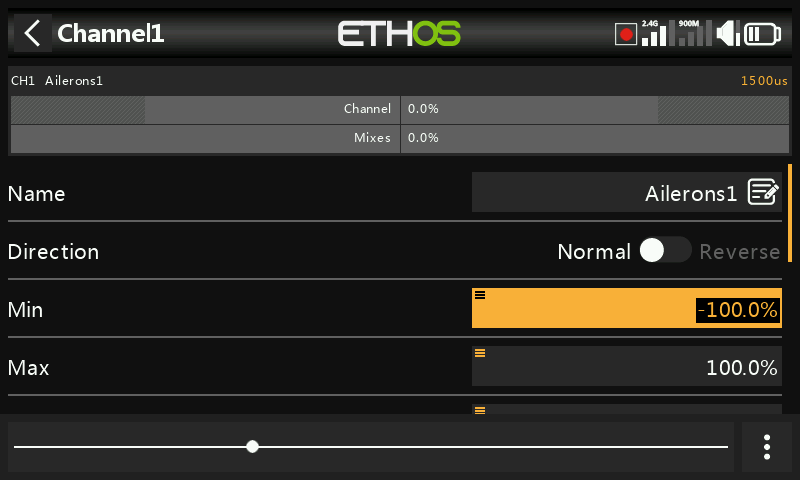 Channel1
ETHOS
2.4G
900M
CH1 Ailerons1
1500us
Channel 0.0%
Mixes 0.0%
Name
Ailerons1
Direction
Normal Reverse
Min
-100.0%
Max
100.0%